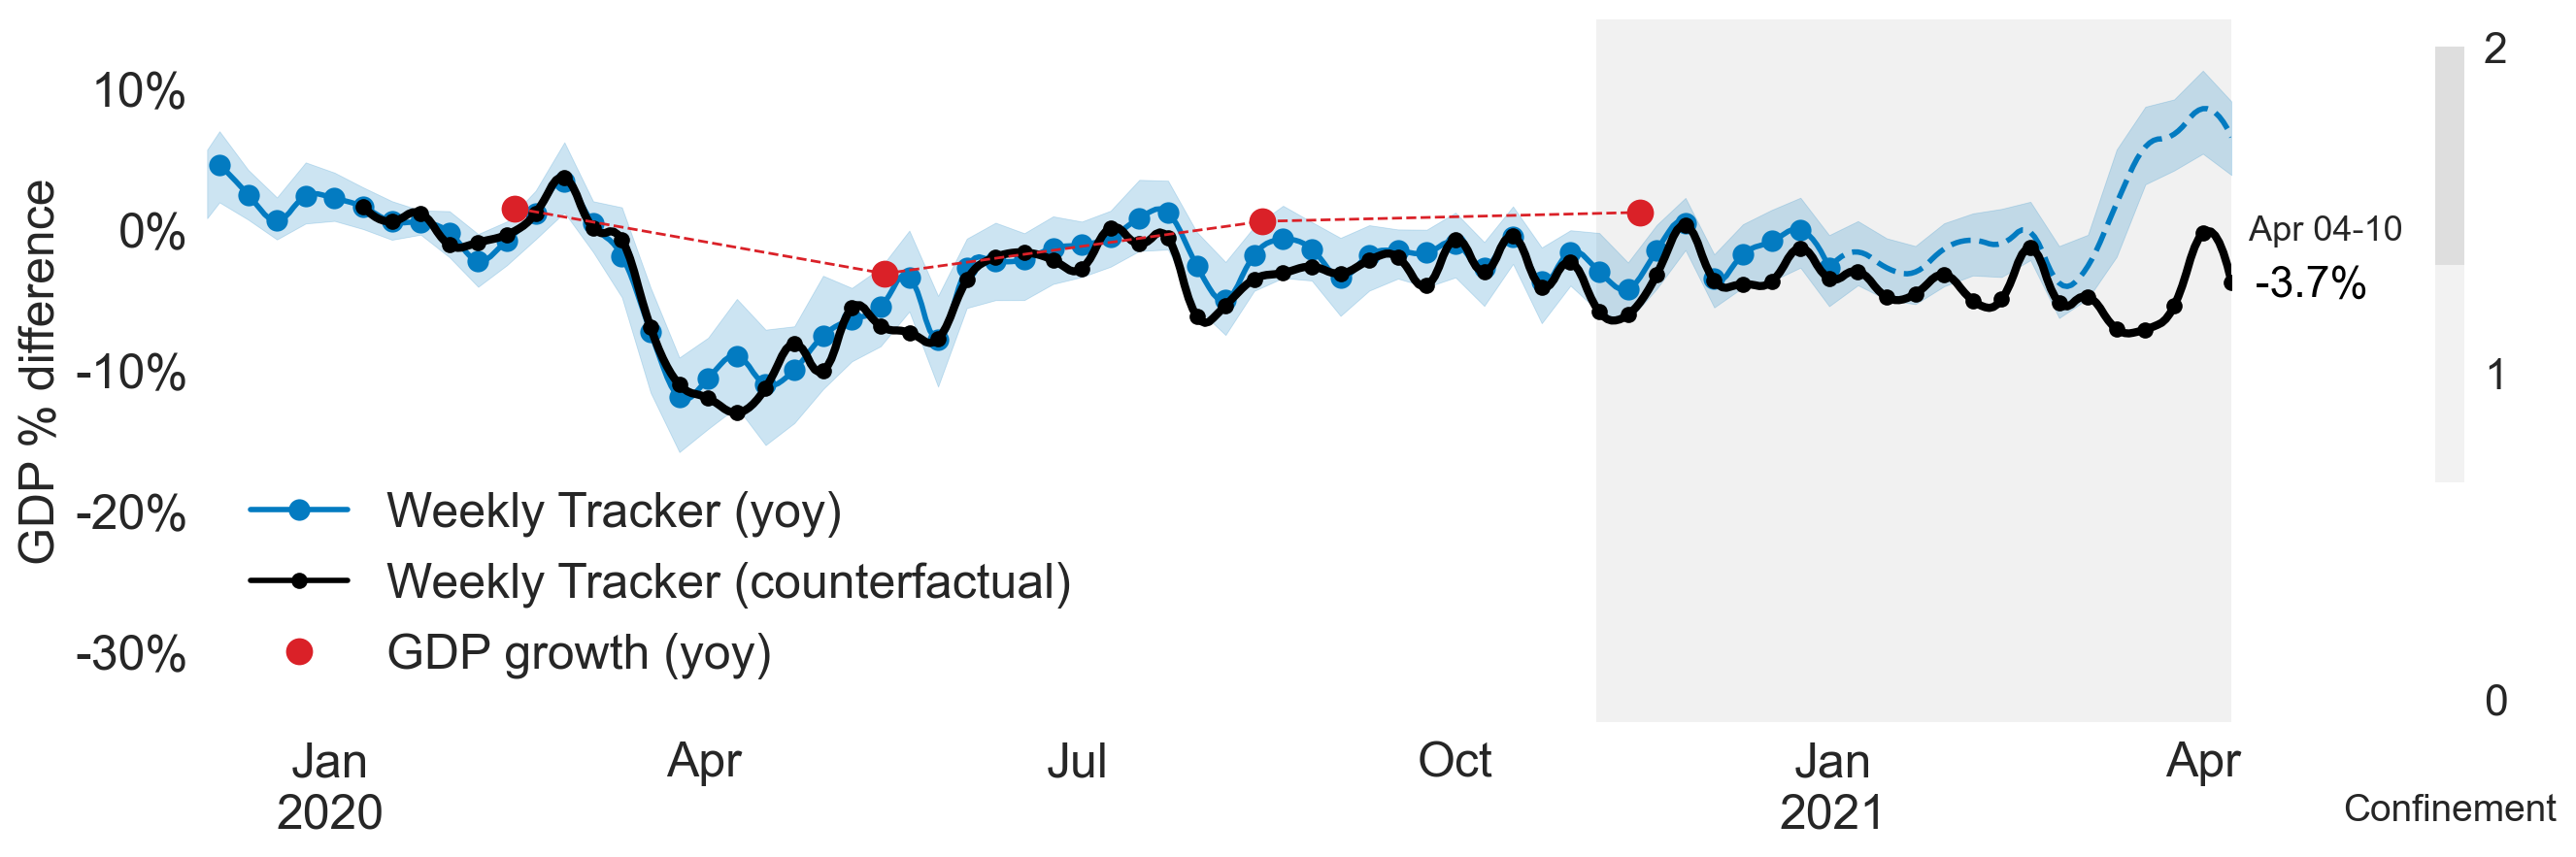 GDP % difference
10%
0%
-10%
-20%
-30%
Weekly Tracker (yoy)
Weekly Tracker (counterfactual)
GDP growth (yoy)
Jan
2020
Apr
Jul
Oct
Jan
2021
Apr
Apr 04-10
-3.7%
2
1
0
Confinement